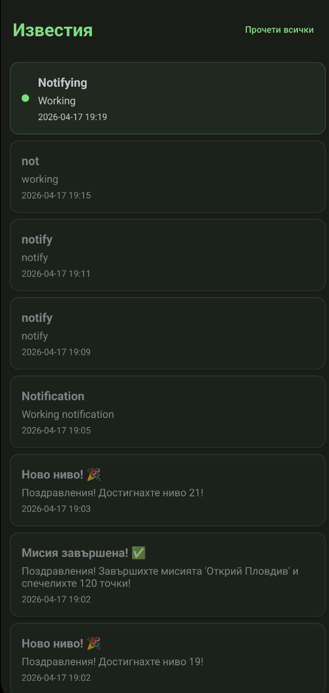 Известия
Прочети всички
Notifying
Working
2026-04-17 19:19
not
working
2026-04-17 19:15
notify
notify
2026-04-17 19:11
notify
notify
2026-04-17 19:09
Notification
Working notification
2026-04-17 19:05
Ново ниво! 🎉
Поздравления! Достигнахте ниво 21!
2026-04-17 19:03
Мисия завършена! ✅
Поздравления! Завършихте мисията 'Открий Пловдив' и
спечелихте 120 точки!
2026-04-17 19:02
Ново ниво! 🎉
Поздравления! Достигнахте ниво 19!
2026-04-17 19:02